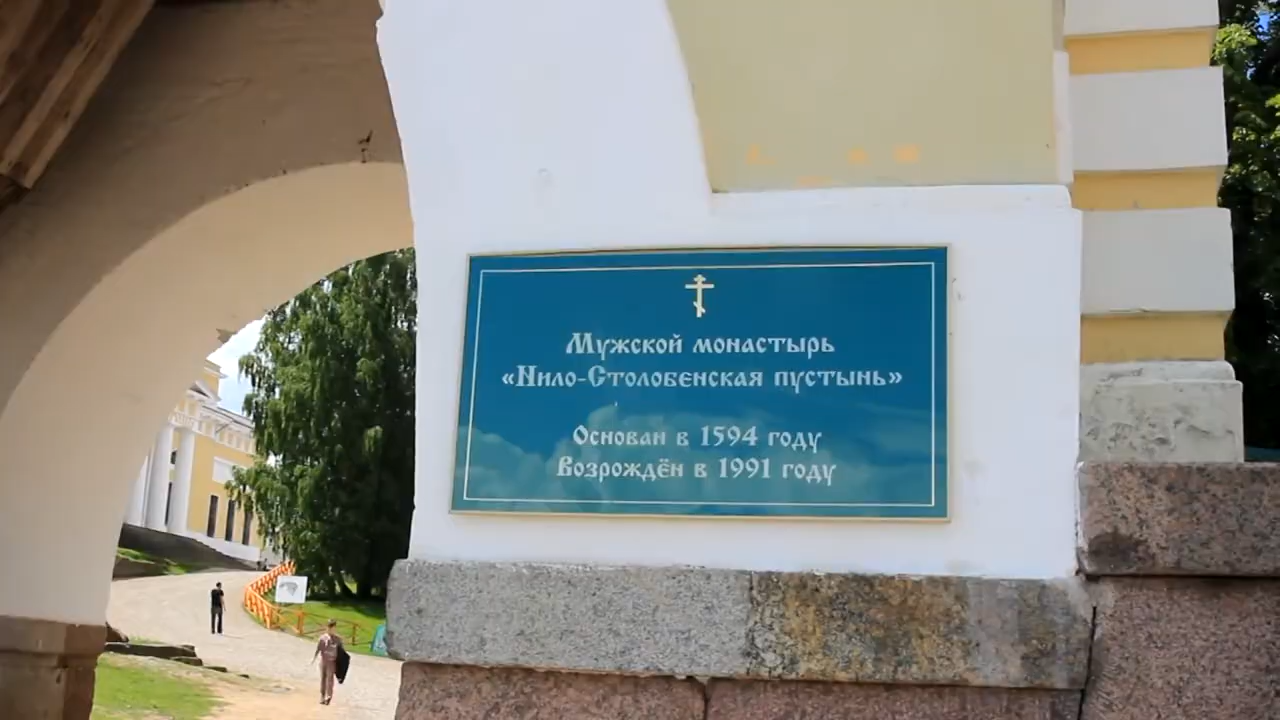 Мужской монастырь
«Нило-Столобенская пустынь»
Основан в 1594 году
Возрождён в 1991 году